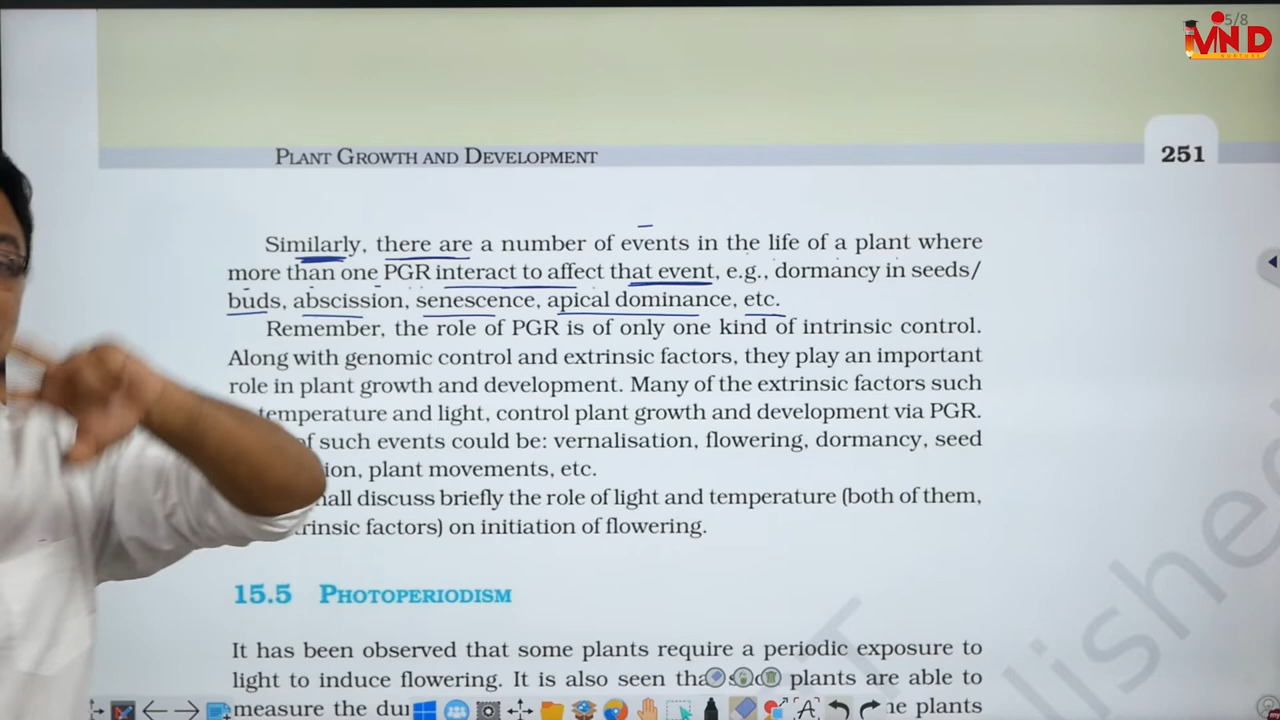 5/8
MIND
PLANT GROWTH AND DEVELOPMENT
251
Similarly, there are a number of events in the life of a plant where
more than one PGR interact to affect that event, e.g., dormancy in seeds/
buds, abscission, senescence, apical dominance, etc.
Remember, the role of PGR is of only one kind of intrinsic control.
Along with genomic control and extrinsic factors, they play an important
role in plant growth and development. Many of the extrinsic factors such
temperature and light, control plant growth and development via PGR.
of such events could be: vernalisation, flowering, dormancy, seed
ion, plant movements, etc.
hall discuss briefly the role of light and temperature (both of them,
trinsic factors) on initiation of flowering.
15.5 PHOTOPERIODISM
It has been observed that some plants require a periodic exposure to
light to induce flowering. It is also seen plants are able to
measure the plants